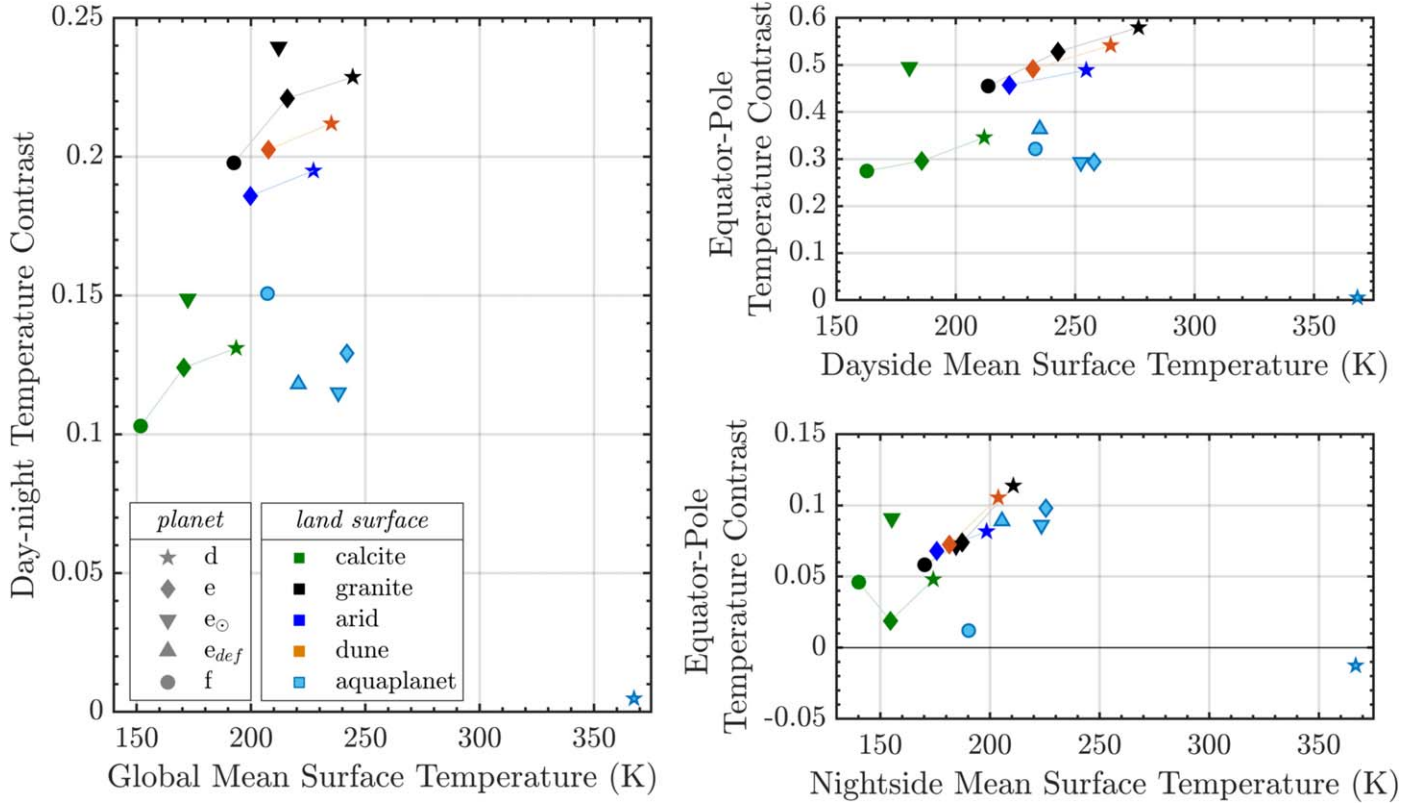 0.25
0.2
0.15
0.1
0.05
0
Day-night Temperature Contrast
150 200 250 300 350
Global Mean Surface Temperature (K)
planet
d
e
e⊙
e_def
f
land surface
calcite
granite
arid
dune
aquaplanet
0.6
0.5
0.4
0.3
0.2
0.1
0
Equator-Pole
Temperature Contrast
150 200 250 300 350
Dayside Mean Surface Temperature (K)
0.15
0.1
0.05
0
-0.05
Equator-Pole
Temperature Contrast
150 200 250 300 350
Nightside Mean Surface Temperature (K)